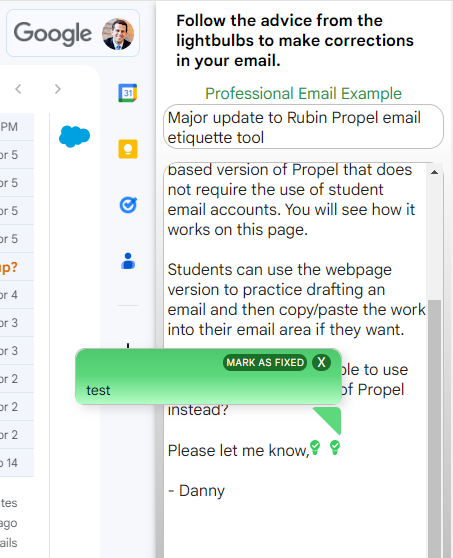 Google
PM
or 5
or 5
or 5
or 5
up?
or 4
or 3
or 3
or 2
or 2
or 2
o 14
tes
ago
ails
Follow the advice from the
lightbulbs to make corrections
in your email.
Professional Email Example
Major update to Rubin Propel email
etiquette tool
based version of Propel that does
not require the use of student
email accounts. You will see how it
works on this page.
Students can use the webpage
version to practice drafting an
email and then copy/paste the work
into their email area if they want.
MARK AS FIXED X
test
ble to use
of Propel
instead?
Please let me know,
- Danny
31